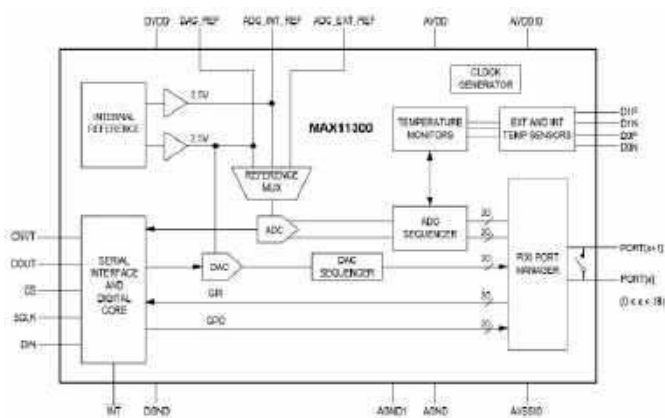 DVDD DAC_REF ADC_INT_REF ADC_EXT_REF AVDD AVDDIO
CLOCK
GENERATOR
2.5V
INTERNAL
REFERENCE
MAX11300
TEMPERATURE
MONITORS
EXT AND INT
TEMP SENSORS
D1P
D1N
D0P
D0N
2.5V
REFERENCE
MUX
ADC
ADC
SEQUENCER
20
20
CNVT
DOUT
CS
SCLK
DIN
SERIAL
INTERFACE
AND
DIGITAL
CORE
DAC
DAC
SEQUENCER
20
PIXI PORT
MANAGER
PORT(x+1)
PORT(x)
GPI
20
GPO
20
INT DGND AGND1 AGND AVSSIO